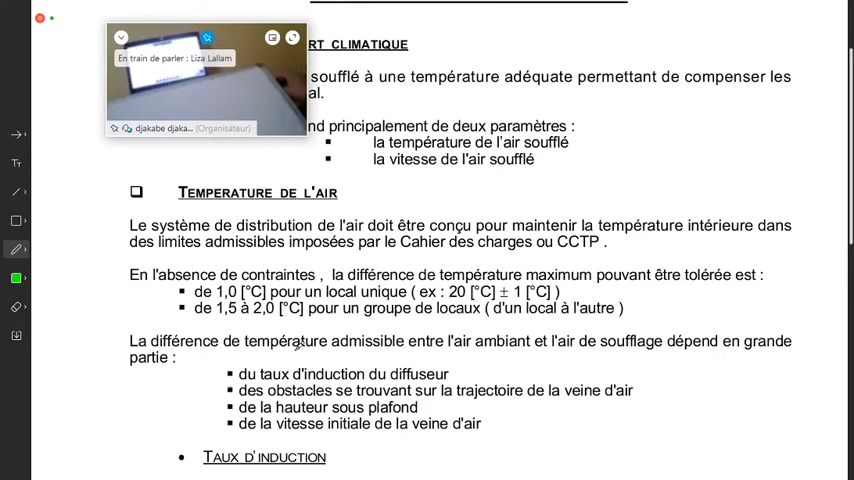 RT CLIMATIQUE
En train de parler : Liza Lallam
soufflé à une température adéquate permettant de compenser les
al.
djakabe djaka... (Organisateur)
nd principalement de deux paramètres :
▪ la température de l'air soufflé
▪ la vitesse de l'air soufflé
TEMPERATURE DE L'AIR
Le système de distribution de l'air doit être conçu pour maintenir la température intérieure dans
des limites admissibles imposées par le Cahier des charges ou CCTP .
En l'absence de contraintes , la différence de température maximum pouvant être tolérée est :
▪ de 1,0 [°C] pour un local unique ( ex : 20 [°C] ± 1 [°C] )
▪ de 1,5 à 2,0 [°C] pour un groupe de locaux ( d'un local à l'autre )
La différence de température admissible entre l'air ambiant et l'air de soufflage dépend en grande
partie :
▪ du taux d'induction du diffuseur
▪ des obstacles se trouvant sur la trajectoire de la veine d'air
▪ de la hauteur sous plafond
▪ de la vitesse initiale de la veine d'air
• TAUX D'INDUCTION
Tт